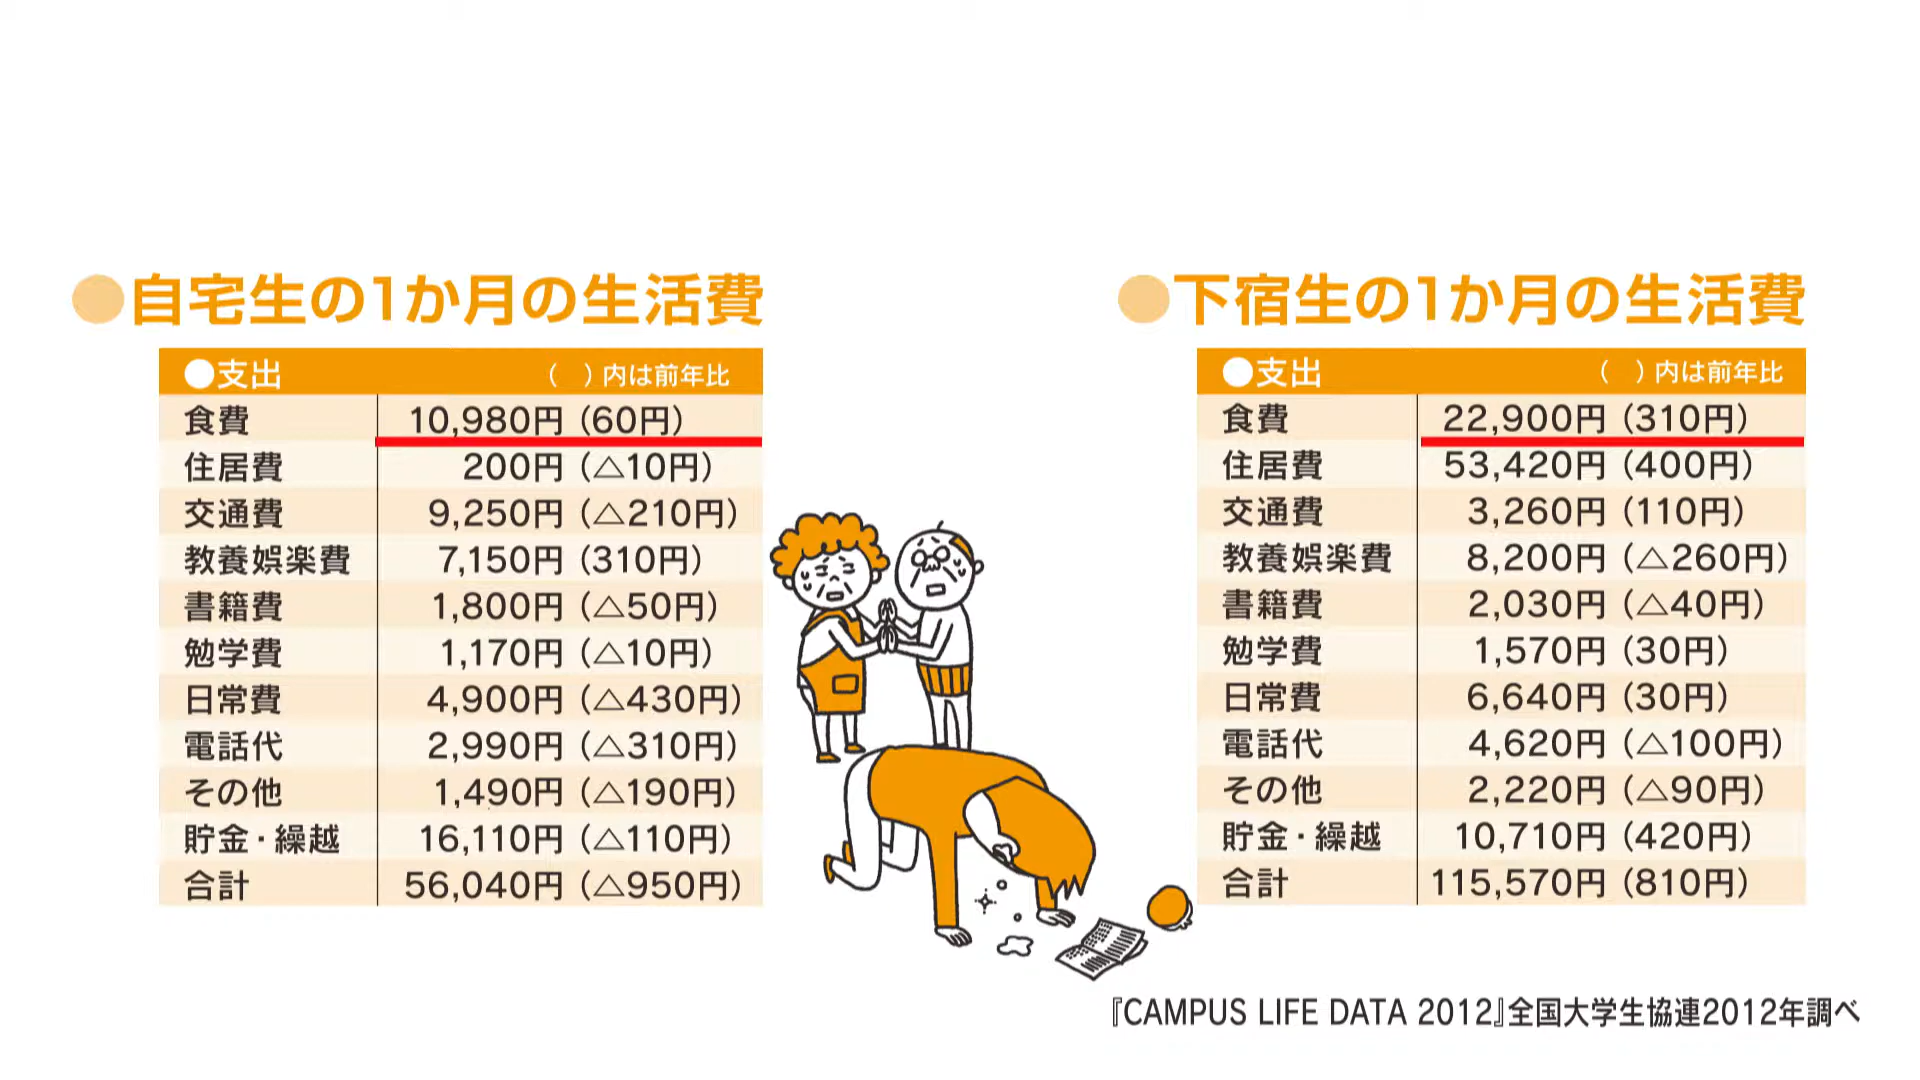 ●自宅生の1か月の生活費
●支出 （　）内は前年比
食費 10,980円（60円）
住居費 200円（△10円）
交通費 9,250円（△210円）
教養娯楽費 7,150円（310円）
書籍費 1,800円（△50円）
勉学費 1,170円（△10円）
日常費 4,900円（△430円）
電話代 2,990円（△310円）
その他 1,490円（△190円）
貯金・繰越 16,110円（△110円）
合計 56,040円（△950円）
●下宿生の1か月の生活費
●支出 （　）内は前年比
食費 22,900円（310円）
住居費 53,420円（400円）
交通費 3,260円（110円）
教養娯楽費 8,200円（△260円）
書籍費 2,030円（△40円）
勉学費 1,570円（30円）
日常費 6,640円（30円）
電話代 4,620円（△100円）
その他 2,220円（△90円）
貯金・繰越 10,710円（420円）
合計 115,570円（810円）
『CAMPUS LIFE DATA 2012』全国大学生協連2012年調べ